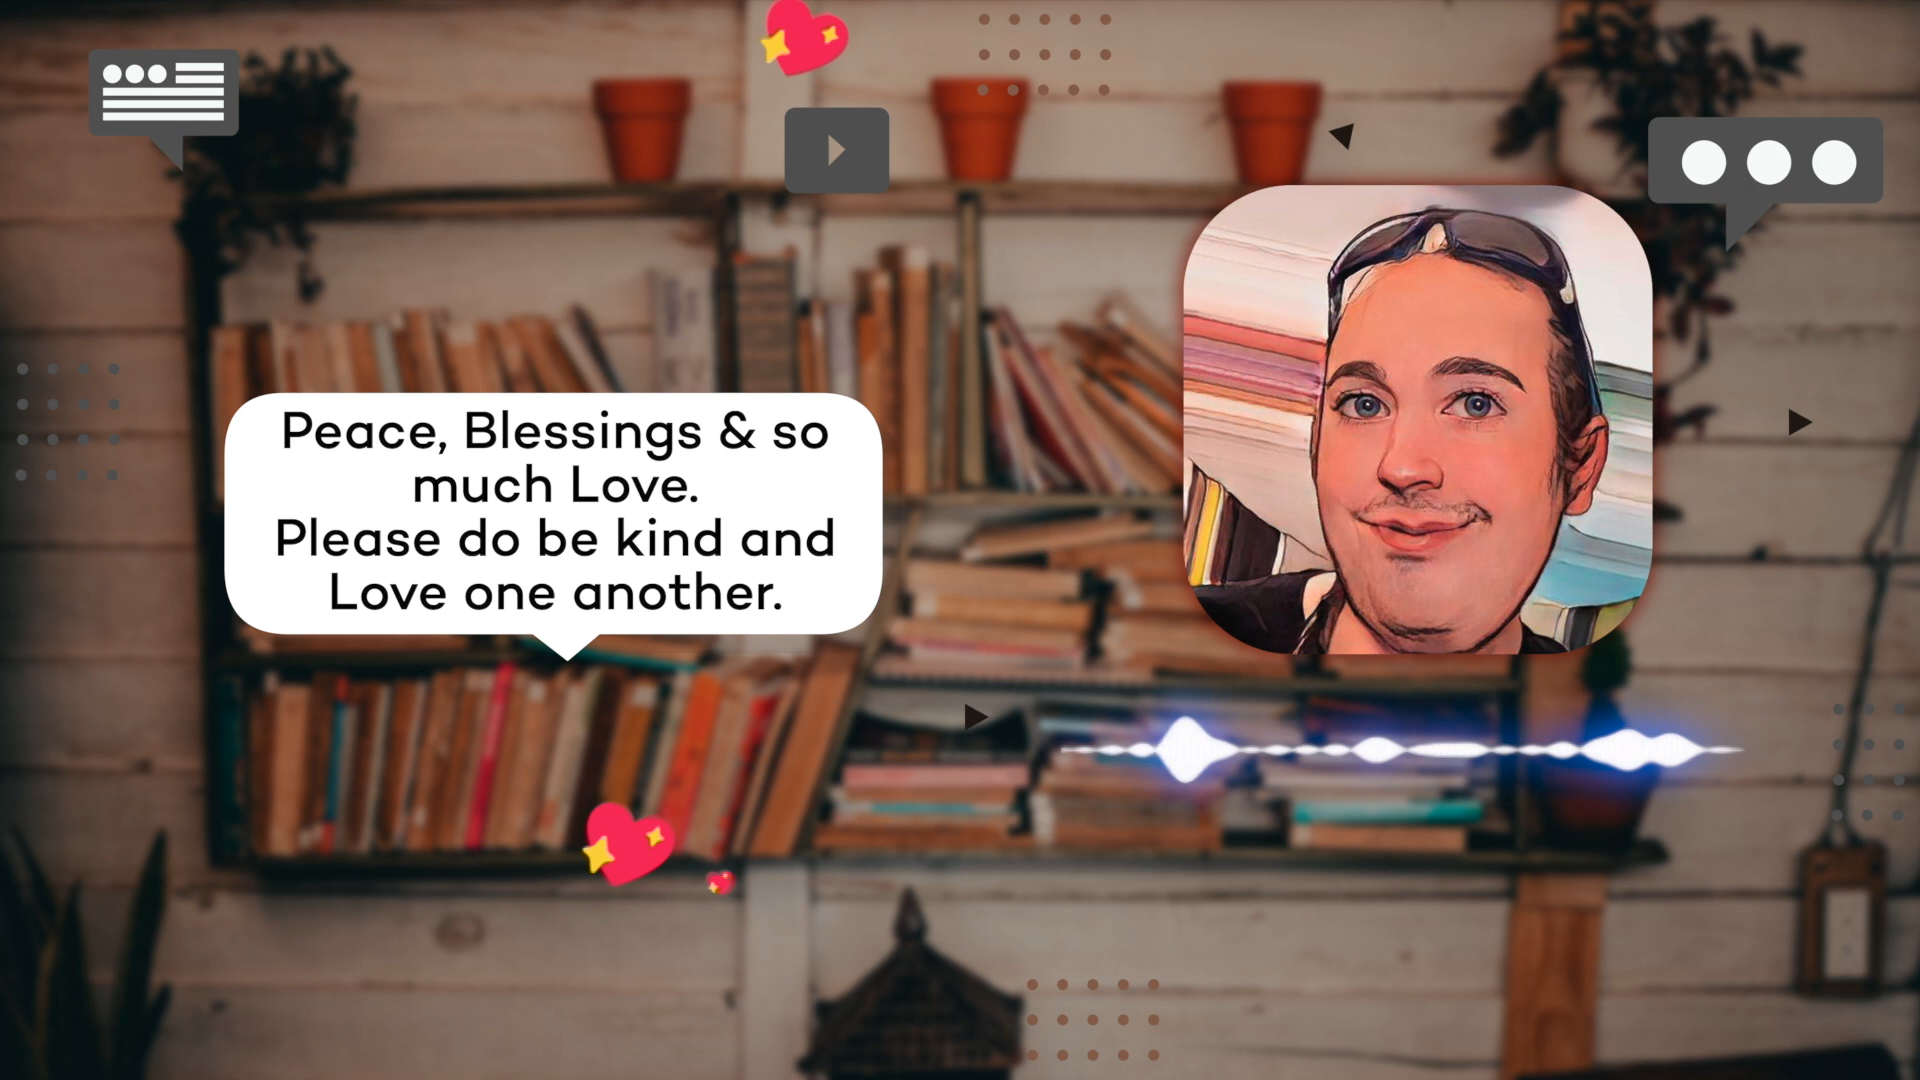 Peace, Blessings & so
much Love.
Please do be kind and
Love one another.